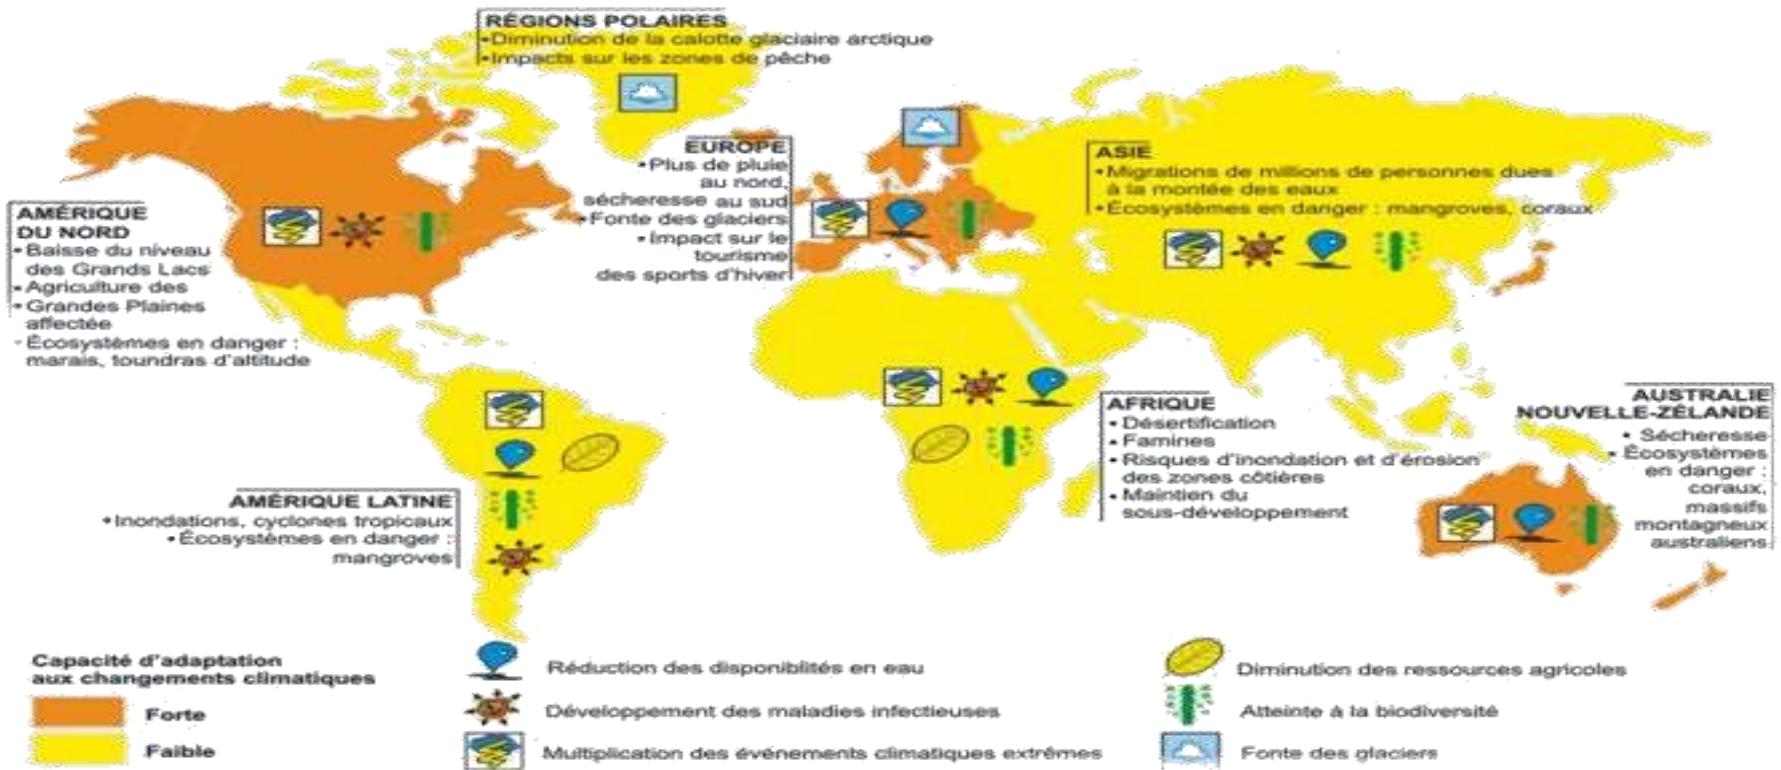 RÉGIONS POLAIRES
•Diminution de la calotte glaciaire arctique
•Impacts sur les zones de pêche
EUROPE
•Plus de pluie
au nord,
sécheresse au sud
•Fonte des glaciers
•Impact sur le
tourisme
des sports d'hiver
ASIE
•Migrations de millions de personnes dues
à la montée des eaux
•Écosystèmes en danger : mangroves, coraux
AMÉRIQUE
DU NORD
•Baisse du niveau
des Grands Lacs
•Agriculture des
•Grandes Plaines
affectée
•Écosystèmes en danger :
marais, toundras d'altitude
AFRIQUE
•Désertification
•Famines
•Risques d'inondation et d'érosion
des zones côtières
•Maintien du
sous-développement
AUSTRALIE
NOUVELLE-ZÉLANDE
•Sécheresse
•Écosystèmes
en danger :
coraux,
massifs
montagneux
australiens
AMÉRIQUE LATINE
•Inondations, cyclones tropicaux
•Écosystèmes en danger :
mangroves
Capacité d'adaptation
aux changements climatiques
Forte
Faible
Réduction des disponiblités en eau
Développement des maladies infectieuses
Multiplication des événements climatiques extrêmes
Diminution des ressources agricoles
Atteinte à la biodiversité
Fonte des glaciers